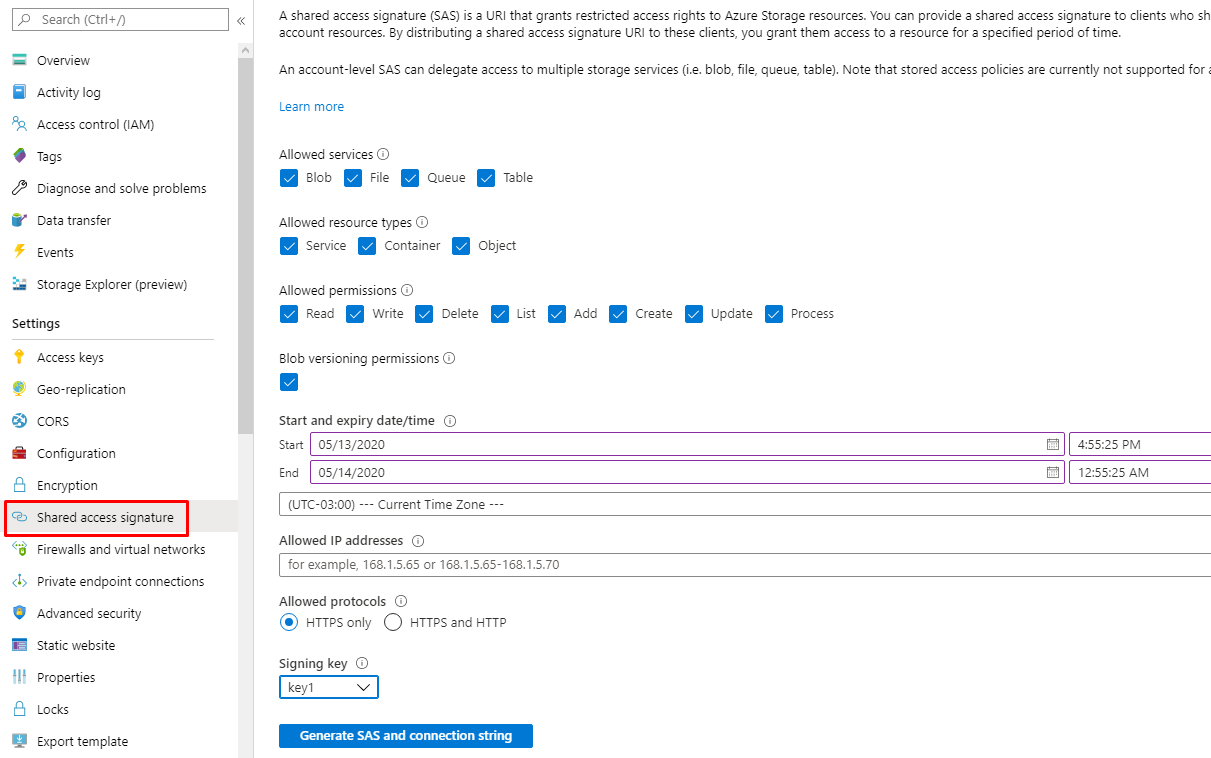 Search (Ctrl+/)
«
Overview
Activity log
Access control (IAM)
Tags
Diagnose and solve problems
Data transfer
Events
Storage Explorer (preview)
Settings
Access keys
Geo-replication
CORS
Configuration
Encryption
Shared access signature
Firewalls and virtual networks
Private endpoint connections
Advanced security
Static website
Properties
Locks
Export template
A shared access signature (SAS) is a URI that grants restricted access rights to Azure Storage resources. You can provide a shared access signature to clients who sh
account resources. By distributing a shared access signature URI to these clients, you grant them access to a resource for a specified period of time.
An account-level SAS can delegate access to multiple storage services (i.e. blob, file, queue, table). Note that stored access policies are currently not supported for a
Learn more
Allowed services
Blob File Queue Table
Allowed resource types
Service Container Object
Allowed permissions
Read Write Delete List Add Create Update Process
Blob versioning permissions
Start and expiry date/time
Start 05/13/2020 4:55:25 PM
End 05/14/2020 12:55:25 AM
(UTC-03:00) --- Current Time Zone ---
Allowed IP addresses
for example, 168.1.5.65 or 168.1.5.65-168.1.5.70
Allowed protocols
HTTPS only HTTPS and HTTP
Signing key
key1
Generate SAS and connection string